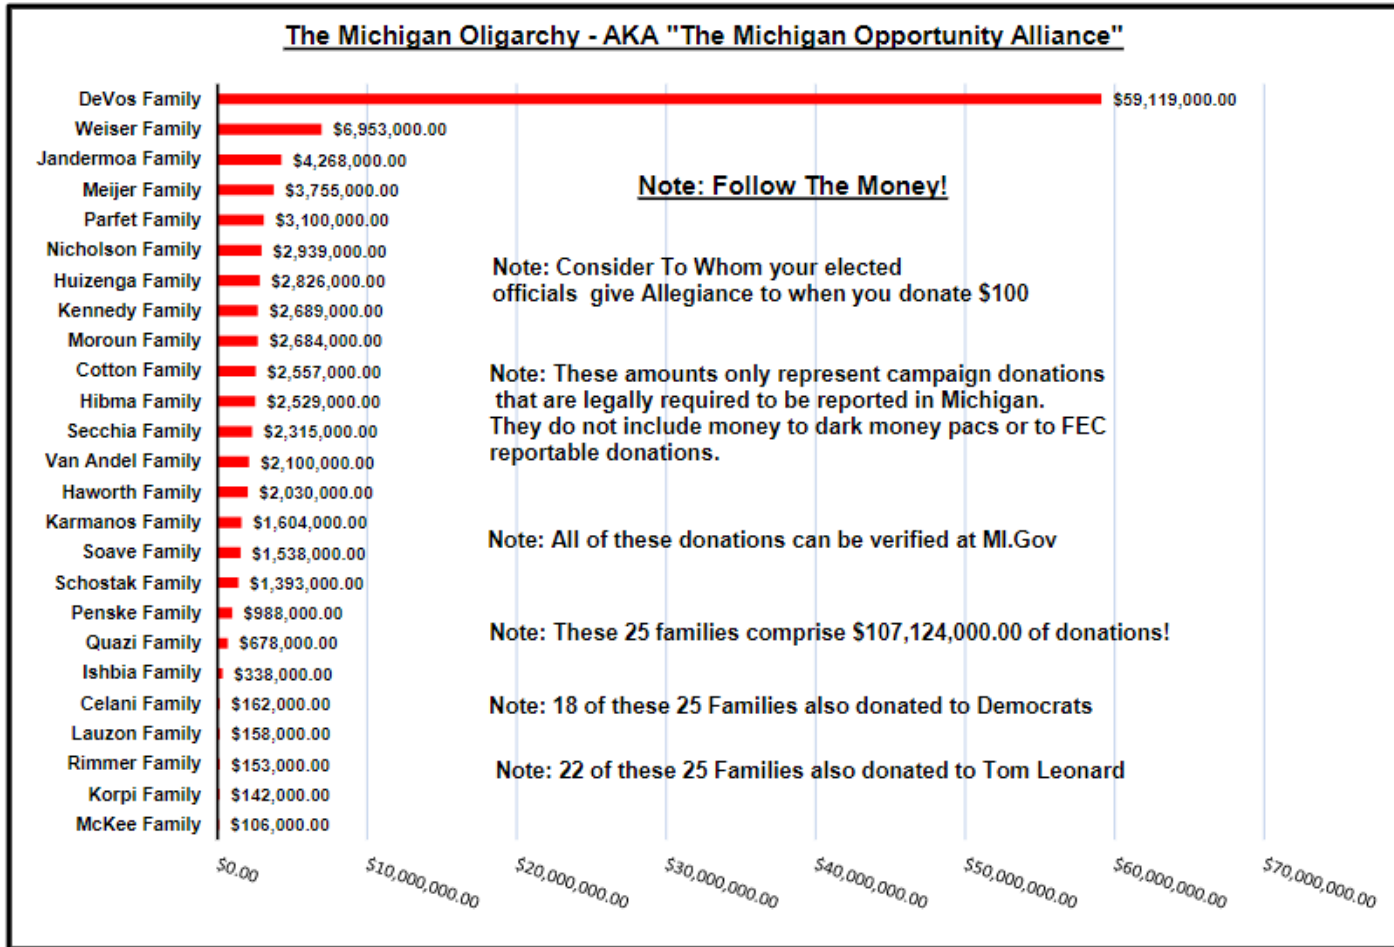 The Michigan Oligarchy - AKA "The Michigan Opportunity Alliance"
DeVos Family $59,119,000.00
Weiser Family $6,953,000.00
Jandermoa Family $4,268,000.00
Meijer Family $3,755,000.00
Parfet Family $3,100,000.00
Nicholson Family $2,939,000.00
Huizenga Family $2,826,000.00
Kennedy Family $2,689,000.00
Moroun Family $2,684,000.00
Cotton Family $2,557,000.00
Hibma Family $2,529,000.00
Secchia Family $2,315,000.00
Van Andel Family $2,100,000.00
Haworth Family $2,030,000.00
Karmanos Family $1,604,000.00
Soave Family $1,538,000.00
Schostak Family $1,393,000.00
Penske Family $988,000.00
Quazi Family $678,000.00
Ishbia Family $338,000.00
Celani Family $162,000.00
Lauzon Family $158,000.00
Rimmer Family $153,000.00
Korpi Family $142,000.00
McKee Family $106,000.00
Note: Follow The Money!
Note: Consider To Whom your elected
officials give Allegiance to when you donate $100
Note: These amounts only represent campaign donations
that are legally required to be reported in Michigan.
They do not include money to dark money pacs or to FEC
reportable donations.
Note: All of these donations can be verified at MI.Gov
Note: These 25 families comprise $107,124,000.00 of donations!
Note: 18 of these 25 Families also donated to Democrats
Note: 22 of these 25 Families also donated to Tom Leonard
$0.00 $10,000,000.00 $20,000,000.00 $30,000,000.00 $40,000,000.00 $50,000,000.00 $60,000,000.00 $70,000,000.00